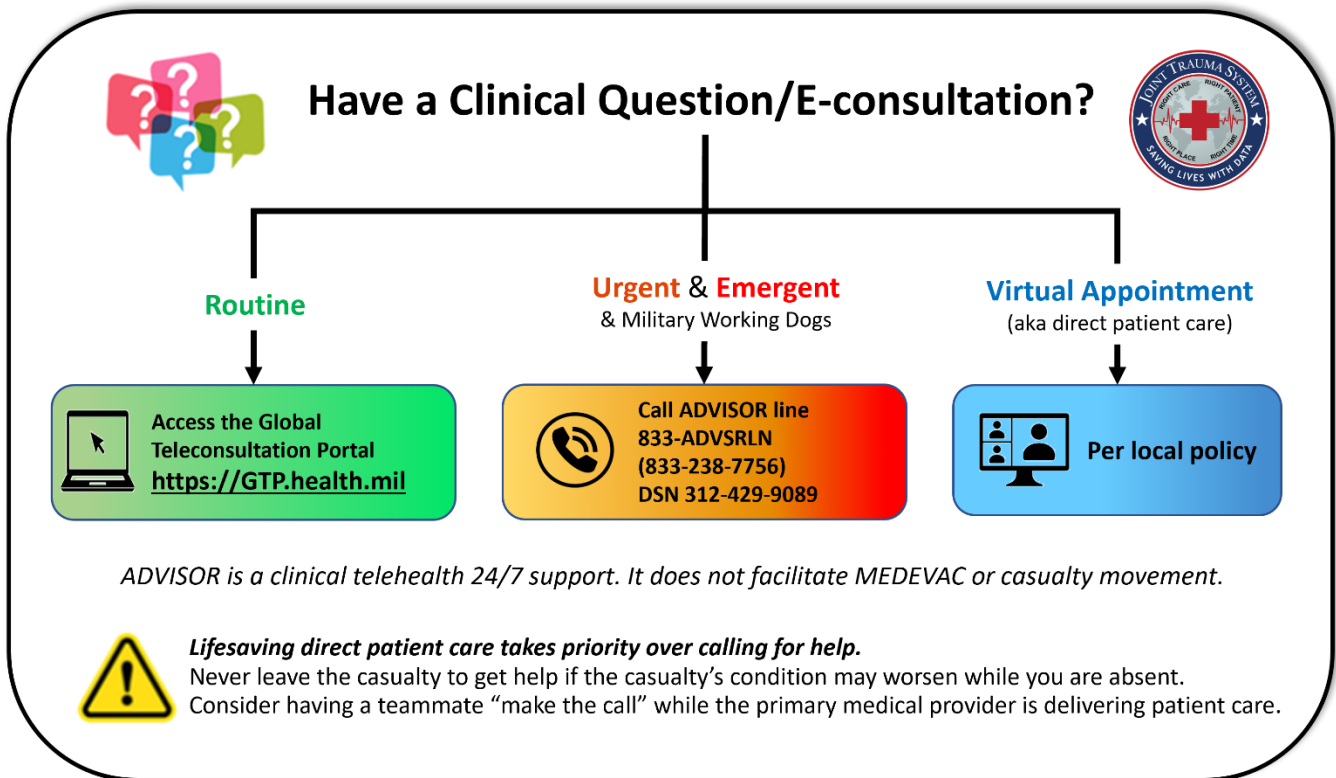 Have a Clinical Question/E-consultation?
JOINT TRAUMA SYSTEM
RIGHT CARE
RIGHT PATIENT
RIGHT PLACE
RIGHT TIME
SAVING LIVES WITH DATA
Routine
Access the Global
Teleconsultation Portal
https://GTP.health.mil
Urgent & Emergent
& Military Working Dogs
Call ADVISOR line
833-ADVSRLN
(833-238-7756)
DSN 312-429-9089
Virtual Appointment
(aka direct patient care)
Per local policy
ADVISOR is a clinical telehealth 24/7 support. It does not facilitate MEDEVAC or casualty movement.
Lifesaving direct patient care takes priority over calling for help.
Never leave the casualty to get help if the casualty’s condition may worsen while you are absent.
Consider having a teammate “make the call” while the primary medical provider is delivering patient care.